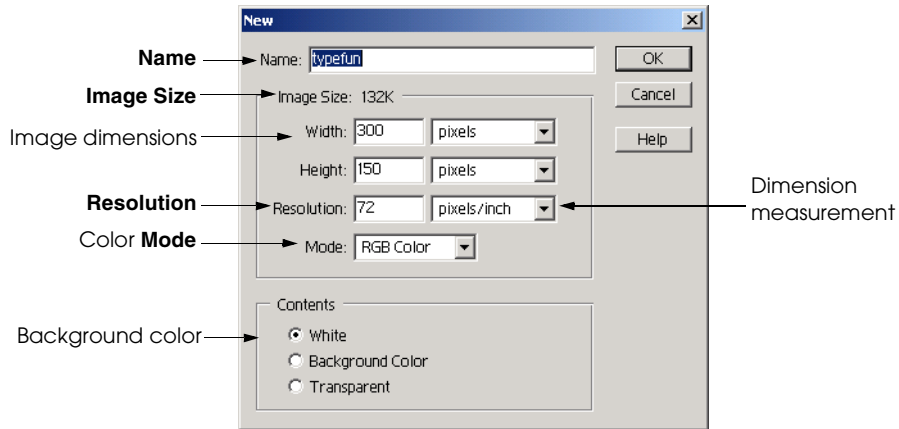 New
Name
Name: typefun
OK
Image Size
Image Size: 132K
Cancel
Image dimensions
Width: 300 pixels
Help
Height: 150 pixels
Resolution
Resolution: 72 pixels/inch
Dimension
measurement
Color Mode
Mode: RGB Color
Contents
Background color
White
Background Color
Transparent